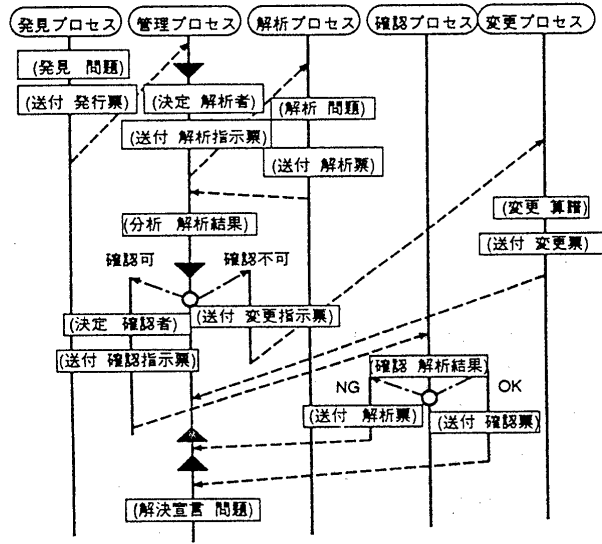 発見プロセス 管理プロセス 解析プロセス 確認プロセス 変更プロセス
(発見 問題)
(送付 発行票)
(決定 解析者)
(解析 問題)
(送付 解析指示票)
(送付 解析票)
(変更 算譜)
(分析 解析結果)
(送付 変更票)
確認可 確認不可
(決定 確認者)
(送付 変更指示票)
(送付 確認指示票)
(確認 解析結果)
NG OK
(送付 解析票)
(送付 確認票)
(解決宣言 問題)